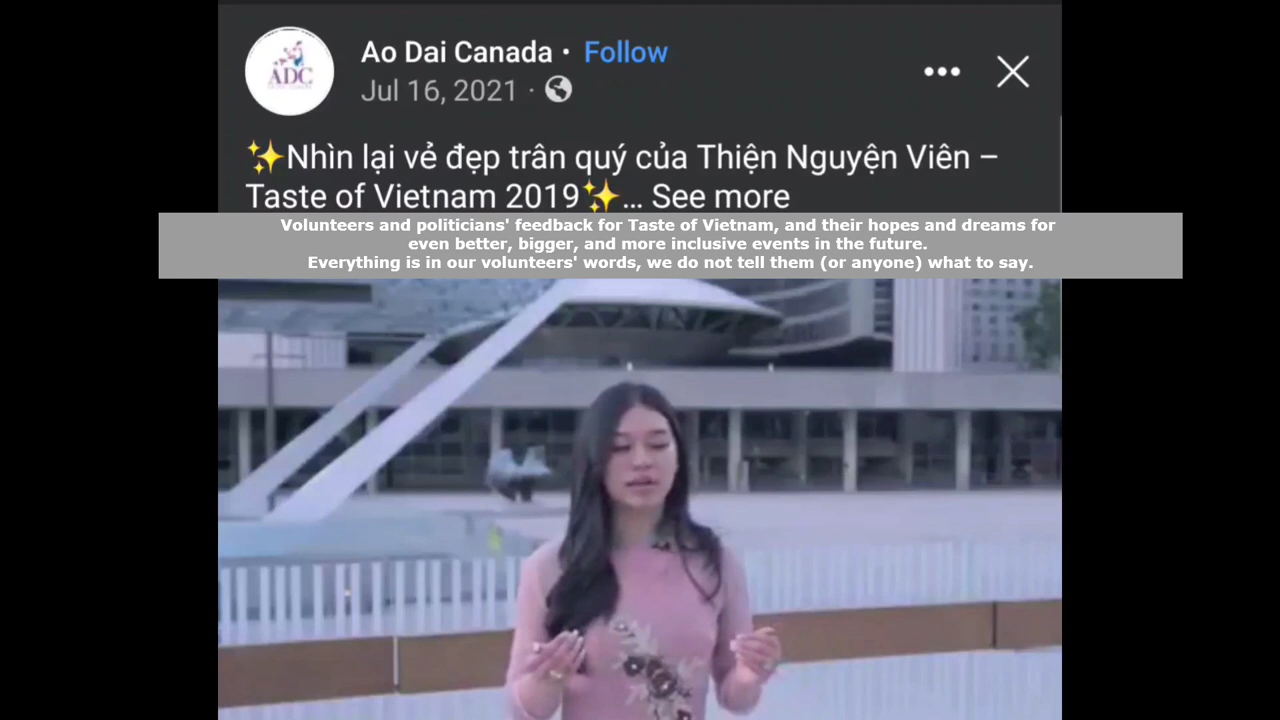 Ao Dai Canada · Follow
Jul 16, 2021 ·
ADC
✨Nhìn lại vẻ đẹp trân quý của Thiện Nguyện Viên –
Taste of Vietnam 2019✨... See more
Volunteers and politicians' feedback for Taste of Vietnam, and their hopes and dreams for
even better, bigger, and more inclusive events in the future.
Everything is in our volunteers' words, we do not tell them (or anyone) what to say.